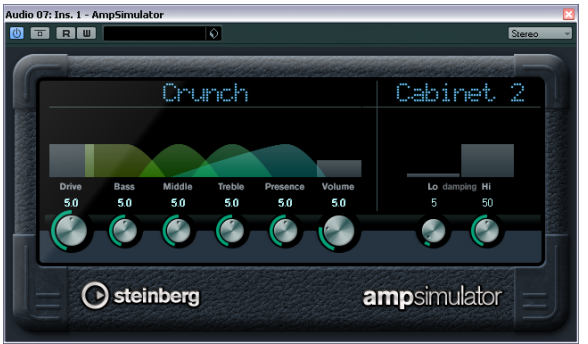 Audio 07: Ins. 1 - AmpSimulator
R W Stereo
Crunch Cabinet 2
Drive Bass Middle Treble Presence Volume Lo damping Hi
5.0 5.0 5.0 5.0 5.0 5.0 5 50
steinberg ampsimulator